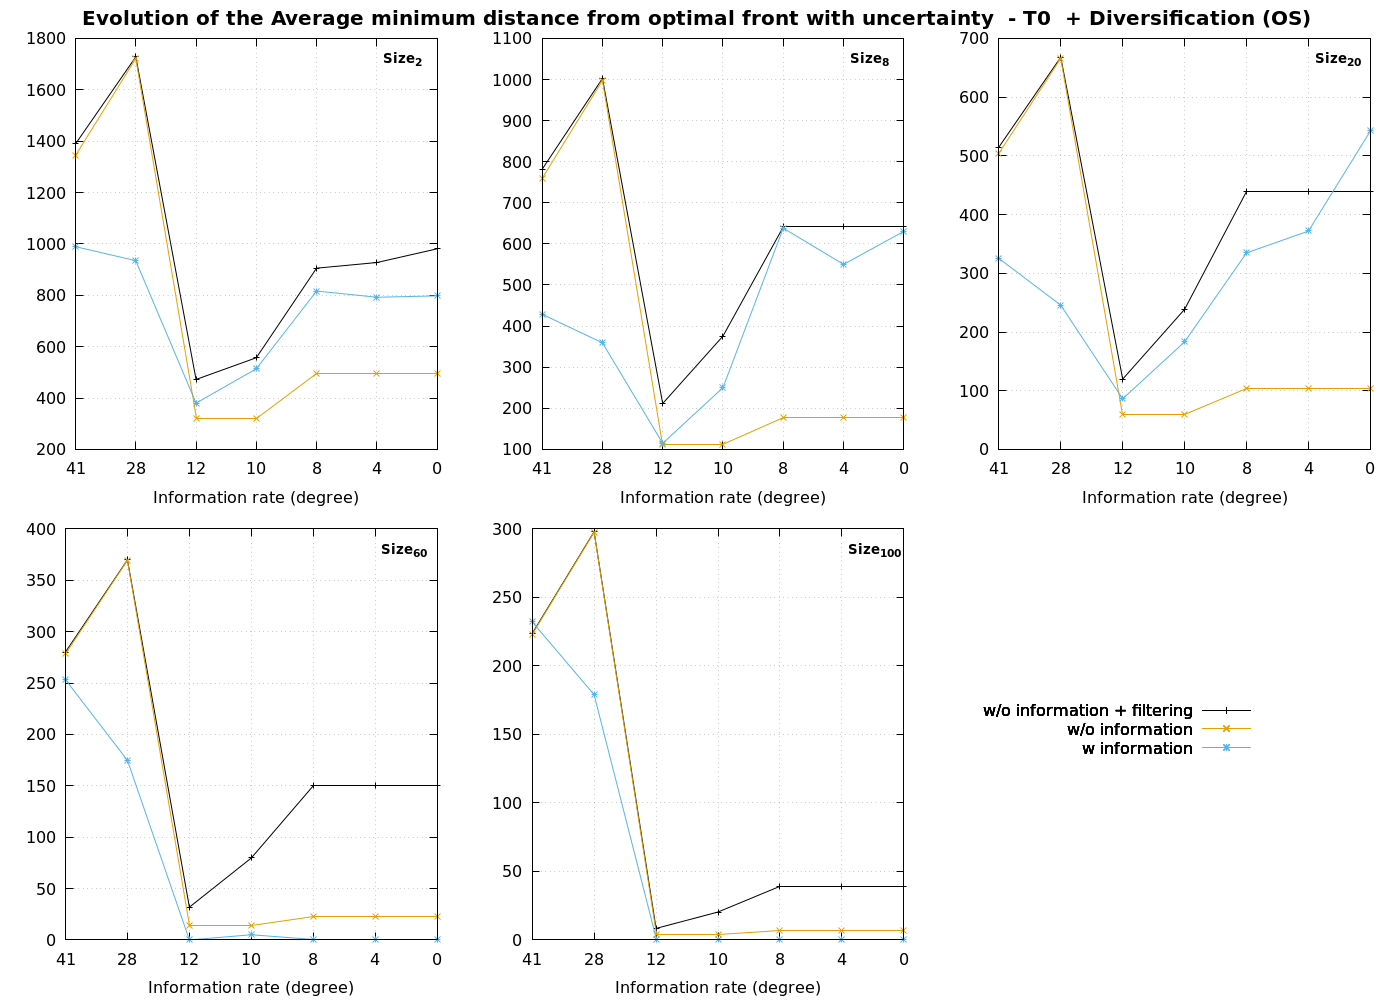 Evolution of the Average minimum distance from optimal front with uncertainty - T0 + Diversification (OS)
1800
1600
1400
1200
1000
800
600
400
200
41 28 12 10 8 4 0
Information rate (degree)
Size2
1100
1000
900
800
700
600
500
400
300
200
100
41 28 12 10 8 4 0
Information rate (degree)
Size8
700
600
500
400
300
200
100
0
41 28 12 10 8 4 0
Information rate (degree)
Size20
400
350
300
250
200
150
100
50
0
41 28 12 10 8 4 0
Information rate (degree)
Size60
300
250
200
150
100
50
0
41 28 12 10 8 4 0
Information rate (degree)
Size100
w/o information + filtering
w/o information
w information